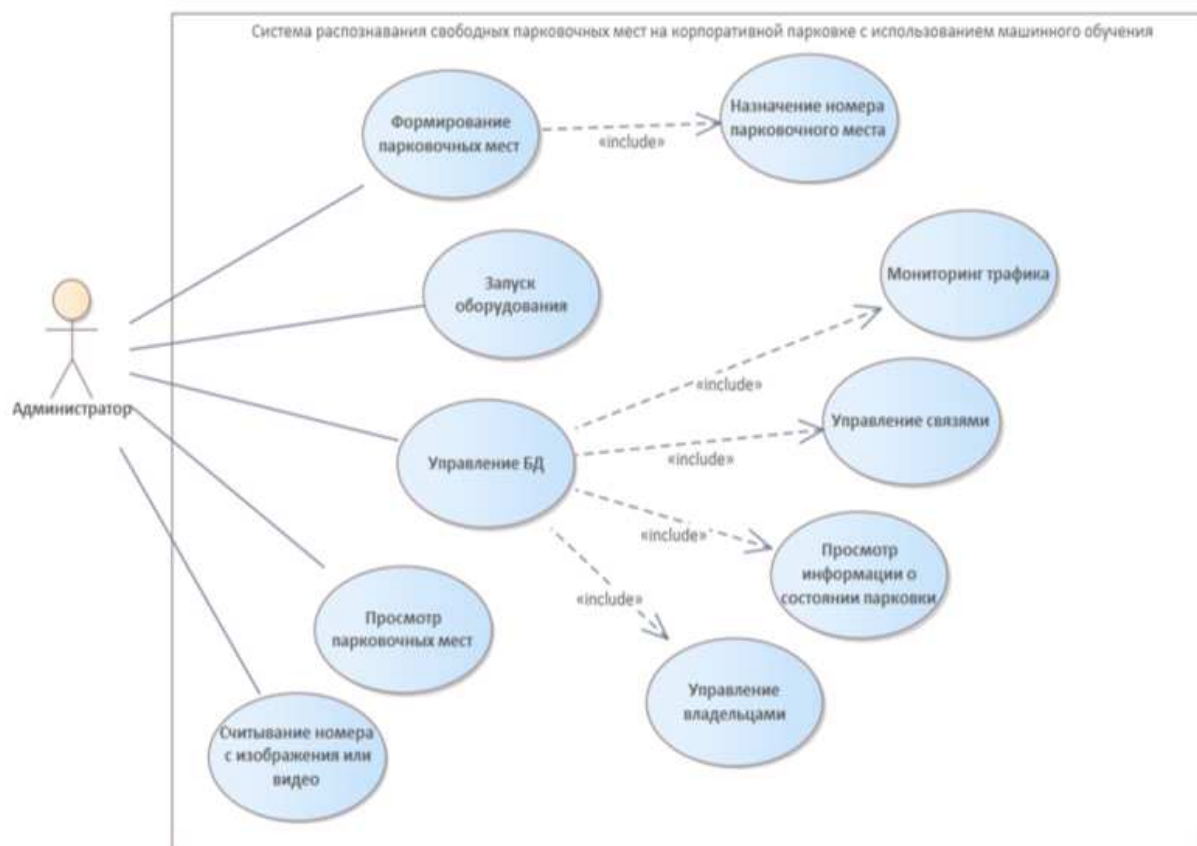 Система распознавания свободных парковочных мест на корпоративной парковке с использованием машинного обучения
Формирование
парковочных мест
«include»
Назначение номера
парковочного места
Запуск
оборудования
Мониторинг трафика
«include»
Администратор
Управление БД
«include»
Управление связями
«include»
Просмотр
информации о
состоянии парковки
«include»
Просмотр
парковочных мест
Управление
владельцами
Считывание номера
с изображения или
видео